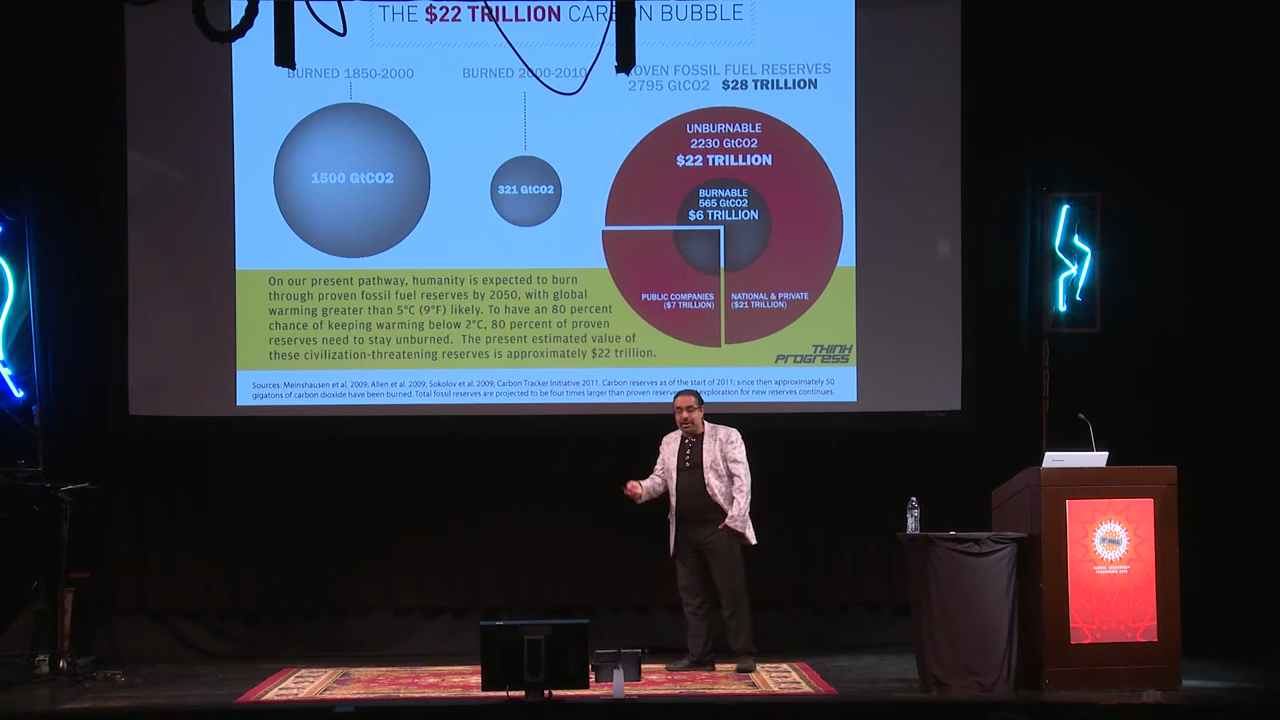 THE $22 TRILLION CARBON BUBBLE
BURNED 1850-2000
BURNED 2000-2010
PROVEN FOSSIL FUEL RESERVES
2795 GtCO2 $28 TRILLION
1500 GtCO2
321 GtCO2
UNBURNABLE
2230 GtCO2
$22 TRILLION
BURNABLE
565 GtCO2
$6 TRILLION
PUBLIC COMPANIES
($7 TRILLION)
NATIONAL & PRIVATE
($21 TRILLION)
On our present pathway, humanity is expected to burn
through proven fossil fuel reserves by 2050, with global
warming greater than 5°C (9°F) likely. To have an 80 percent
chance of keeping warming below 2°C, 80 percent of proven
reserves need to stay unburned. The present estimated value of
these civilization-threatening reserves is approximately $22 trillion.
THINK
PROGRESS
Sources: Meinshausen et al. 2009; Allen et al. 2009; Sokolov et al. 2009, Carbon Tracker Initiative 2011. Carbon reserves as of the start of 2011; since then approximately 50
gigatons of carbon dioxide have been burned. Total fossil reserves are projected to be four times larger than proven reserves exploration for new reserves continues.
GLOBAL LEADERSHIP